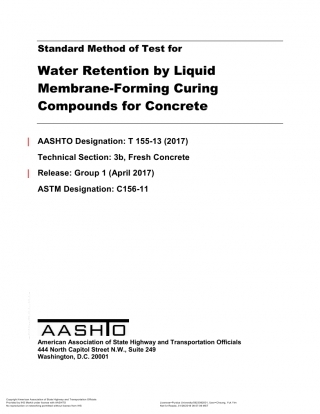 Standard Method of Test for
Water Retention by Liquid
Membrane-Forming Curing
Compounds for Concrete
AASHTO Designation: T 155-13 (2017)
Technical Section: 3b, Fresh Concrete
Release: Group 1 (April 2017)
ASTM Designation: C156-11
AASHTO
American Association of State Highway and Transportation Officials
444 North Capitol Street N.W., Suite 249
Washington, D.C. 20001